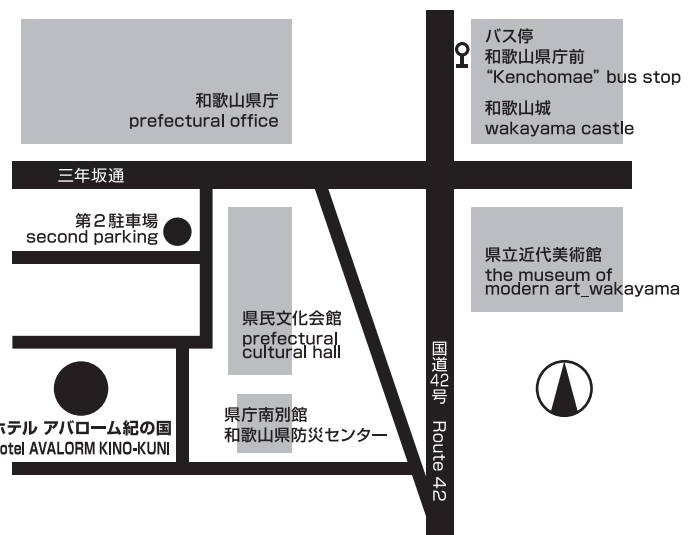 バス停
和歌山県庁前
“Kenchomae” bus stop
和歌山城
wakayama castle
和歌山県庁
prefectural office
三年坂通
第2駐車場
second parking
県立近代美術館
the museum of
modern art_wakayama
県民文化会館
prefectural
cultural hall
国道42号 Route 42
県庁南別館
和歌山県防災センター
ホテル アバローム紀の国
otel AVALORM KINO-KUNI